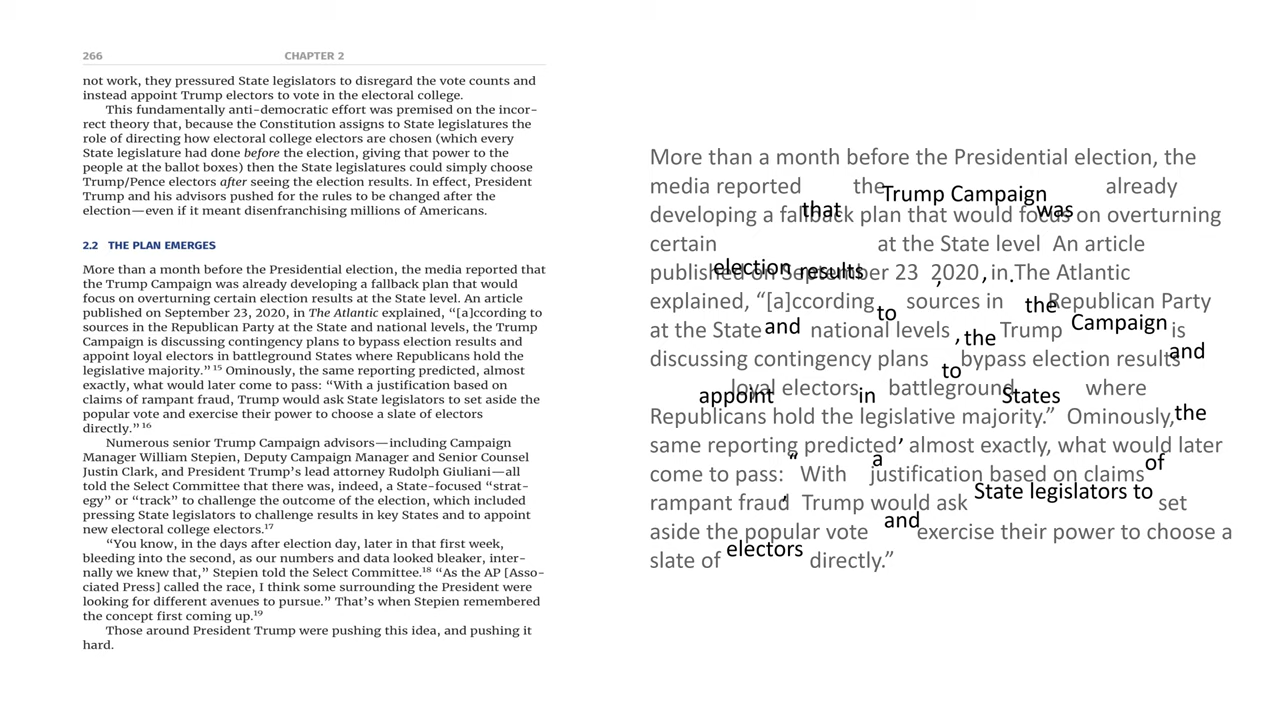 266 CHAPTER 2
not work, they pressured State legislators to disregard the vote counts and
instead appoint Trump electors to vote in the electoral college.
This fundamentally anti-democratic effort was premised on the incor-
rect theory that, because the Constitution assigns to State legislatures the
role of directing how electoral college electors are chosen (which every
State legislature had done before the election, giving that power to the
people at the ballot boxes) then the State legislatures could simply choose
Trump/Pence electors after seeing the election results. In effect, President
Trump and his advisors pushed for the rules to be changed after the
election—even if it meant disenfranchising millions of Americans.
2.2 THE PLAN EMERGES
More than a month before the Presidential election, the media reported that
the Trump Campaign was already developing a fallback plan that would
focus on overturning certain election results at the State level. An article
published on September 23, 2020, in The Atlantic explained, “[a]ccording to
sources in the Republican Party at the State and national levels, the Trump
Campaign is discussing contingency plans to bypass election results and
appoint loyal electors in battleground States where Republicans hold the
legislative majority.” 15 Ominously, the same reporting predicted, almost
exactly, what would later come to pass: “With a justification based on
claims of rampant fraud, Trump would ask State legislators to set aside the
popular vote and exercise their power to choose a slate of electors
directly.” 16
Numerous senior Trump Campaign advisors—including Campaign
Manager William Stepien, Deputy Campaign Manager and Senior Counsel
Justin Clark, and President Trump’s lead attorney Rudolph Giuliani—all
told the Select Committee that there was, indeed, a State-focused “strat-
egy” or “track” to challenge the outcome of the election, which included
pressing State legislators to challenge results in key States and to appoint
new electoral college electors.17
“You know, in the days after election day, later in that first week,
bleeding into the second, as our numbers and data looked bleaker, inter-
nally we knew that,” Stepien told the Select Committee.18 “As the AP [Asso-
ciated Press] called the race, I think some surrounding the President were
looking for different avenues to pursue.” That’s when Stepien remembered
the concept first coming up.19
Those around President Trump were pushing this idea, and pushing it
hard.
More than a month before the Presidential election, the
media reported that the Trump Campaign was already
developing a fallback plan that would focus on overturning
certain election results at the State level . An article
published on September 23 , 2020 , in The Atlantic
explained, “[a]ccording to sources in the Republican Party
at the State and national levels , the Trump Campaign is
discussing contingency plans to bypass election results and
appoint loyal electors in battleground States where
Republicans hold the legislative majority.” Ominously, the
same reporting predicted , almost exactly, what would later
come to pass: “ With a justification based on claims of
rampant fraud , Trump would ask State legislators to set
aside the popular vote and exercise their power to choose a
slate of electors directly.”